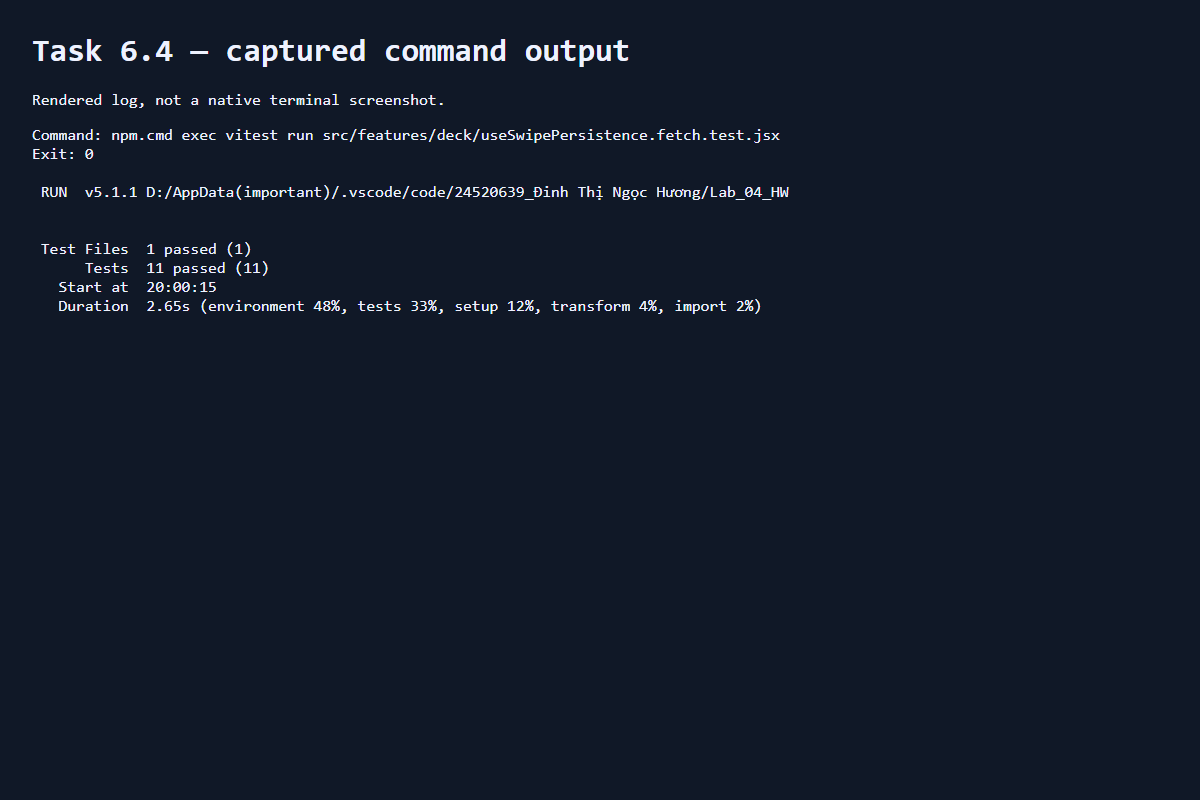 Task 6.4 — captured command output
Rendered log, not a native terminal screenshot.
Command: npm.cmd exec vitest run src/features/deck/useSwipePersistence.fetch.test.jsx
Exit: 0
RUN  v5.1.1 D:/AppData(important)/.vscode/code/24520639_Đinh Thị Ngọc Hương/Lab_04_HW
Test Files  1 passed (1)
Tests  11 passed (11)
Start at  20:00:15
Duration  2.65s (environment 48%, tests 33%, setup 12%, transform 4%, import 2%)